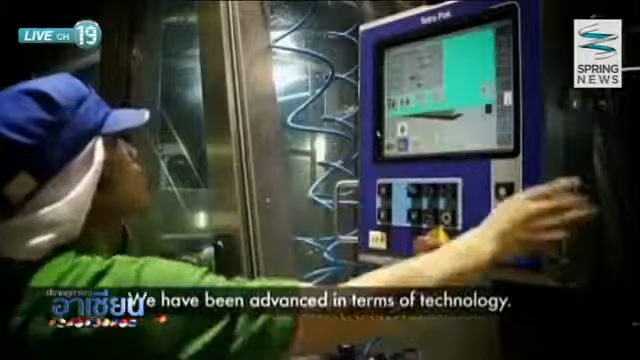 LIVE CH 19
Tetra Pak
SPRING
NEWS
อาเซียน
We have been advanced in terms of technology.